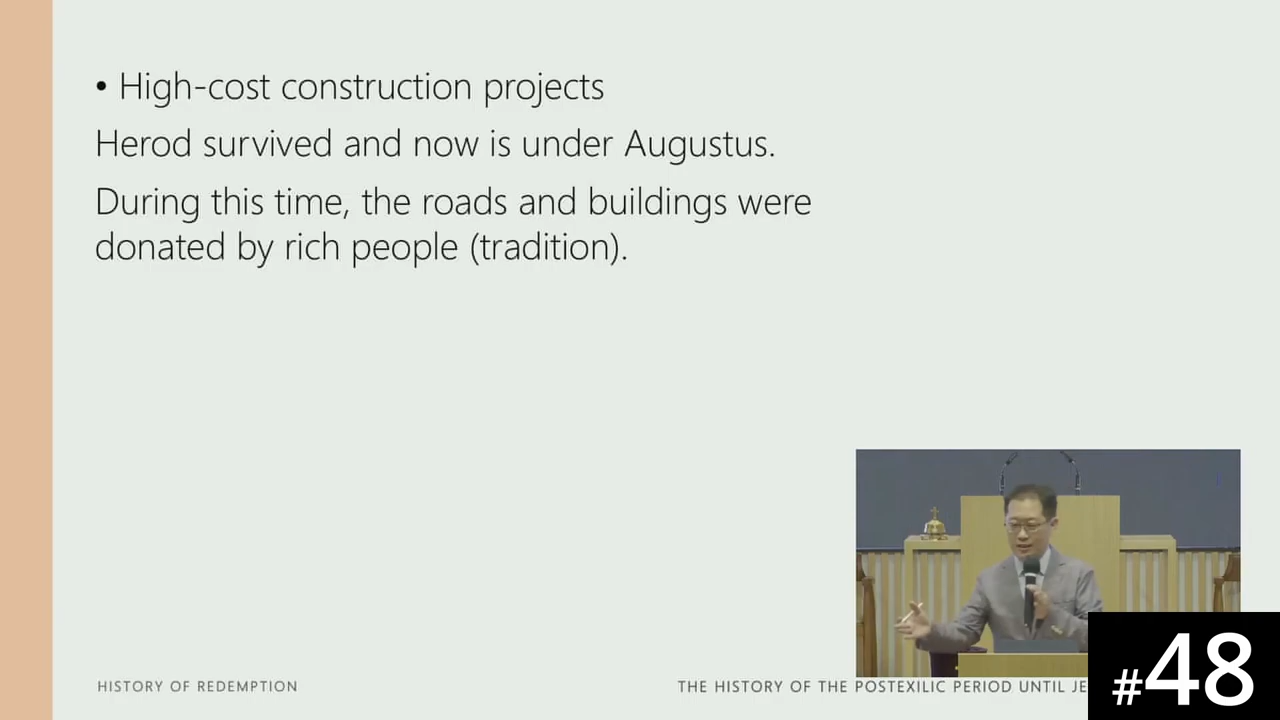 • High-cost construction projects
Herod survived and now is under Augustus.
During this time, the roads and buildings were
donated by rich people (tradition).
HISTORY OF REDEMPTION
THE HISTORY OF THE POSTEXILIC PERIOD UNTIL JE
#48